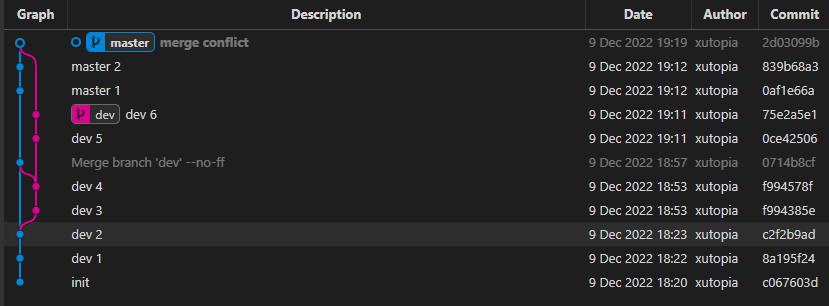 Graph Description Date Author Commit
master merge conflict 9 Dec 2022 19:19 xutopia 2d03099b
master 2 9 Dec 2022 19:12 xutopia 839b68a3
master 1 9 Dec 2022 19:12 xutopia 0af1e66a
dev dev 6 9 Dec 2022 19:11 xutopia 75e2a5e1
dev 5 9 Dec 2022 19:11 xutopia 0ce42506
Merge branch 'dev' --no-ff 9 Dec 2022 18:57 xutopia 0714b8cf
dev 4 9 Dec 2022 18:53 xutopia f994578f
dev 3 9 Dec 2022 18:53 xutopia f994385e
dev 2 9 Dec 2022 18:23 xutopia c2f2b9ad
dev 1 9 Dec 2022 18:22 xutopia 8a195f24
init 9 Dec 2022 18:20 xutopia c067603d